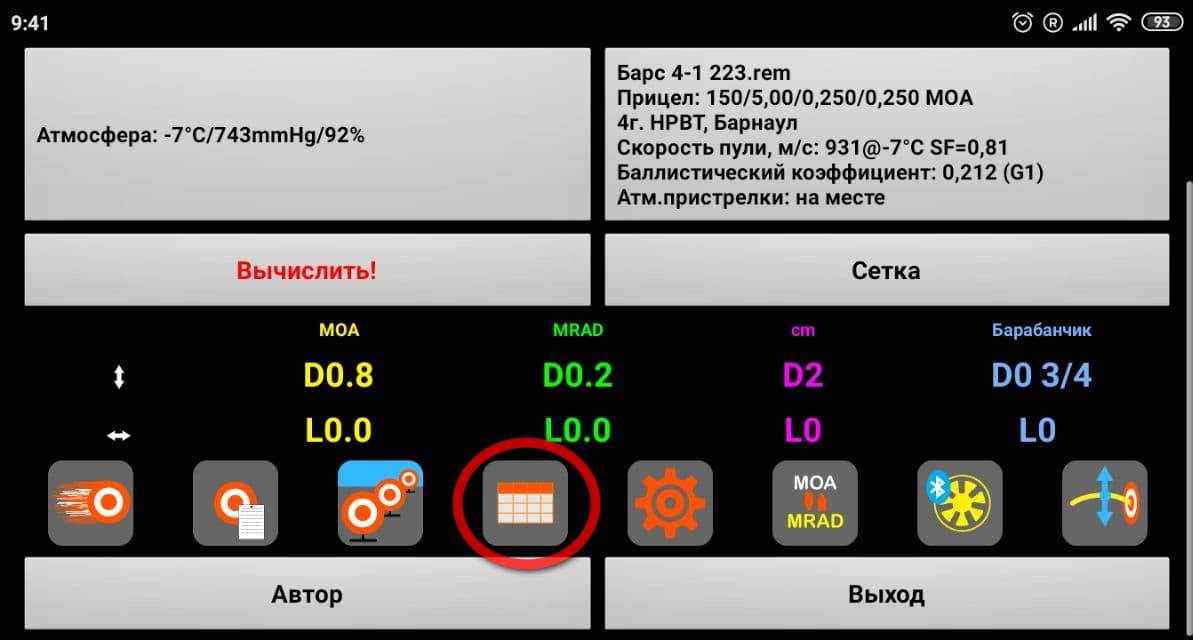 9:41
R
93
Атмосфера: -7°C/743mmHg/92%
Барс 4-1 223.rem
Прицел: 150/5,00/0,250/0,250 MOA
4г. HPBT, Барнаул
Скорость пули, м/с: 931@-7°C SF=0,81
Баллистический коэффициент: 0,212 (G1)
Атм.пристрелки: на месте
Вычислить!
Сетка
MOA MRAD cm Барабанчик
D0.8 D0.2 D2 D0 3/4
L0.0 L0.0 L0 L0
MOA
MRAD
Автор
Выход